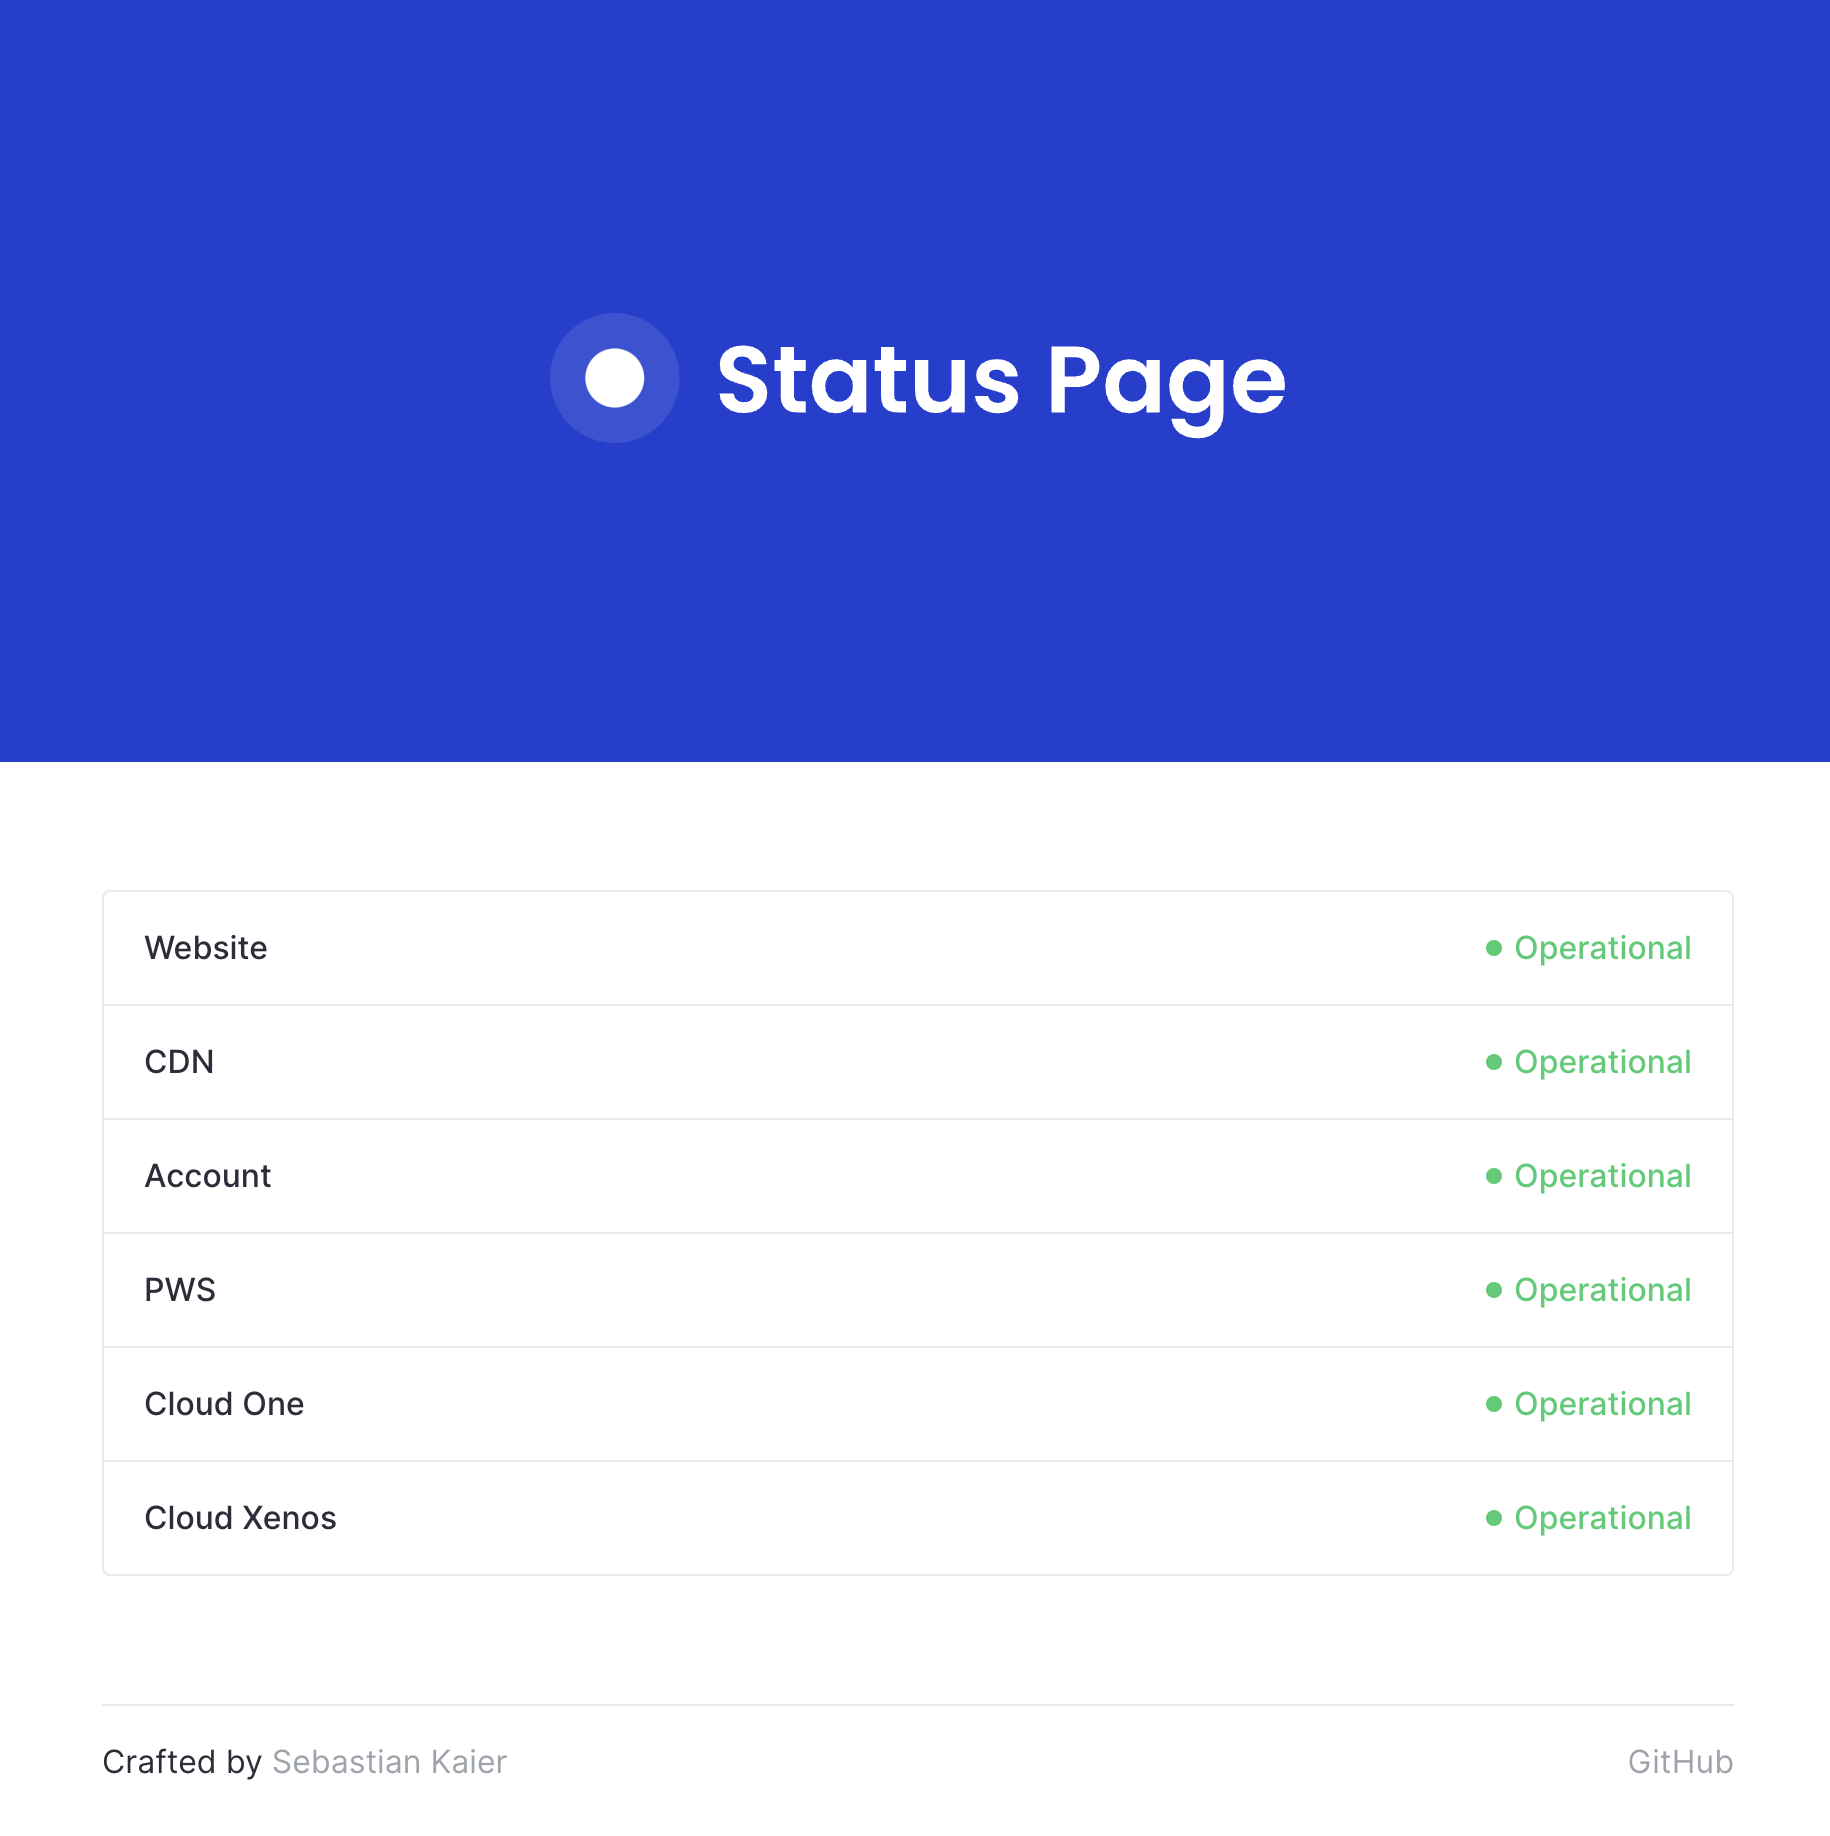 Status Page
Website Operational
CDN Operational
Account Operational
PWS Operational
Cloud One Operational
Cloud Xenos Operational
Crafted by Sebastian Kaier GitHub